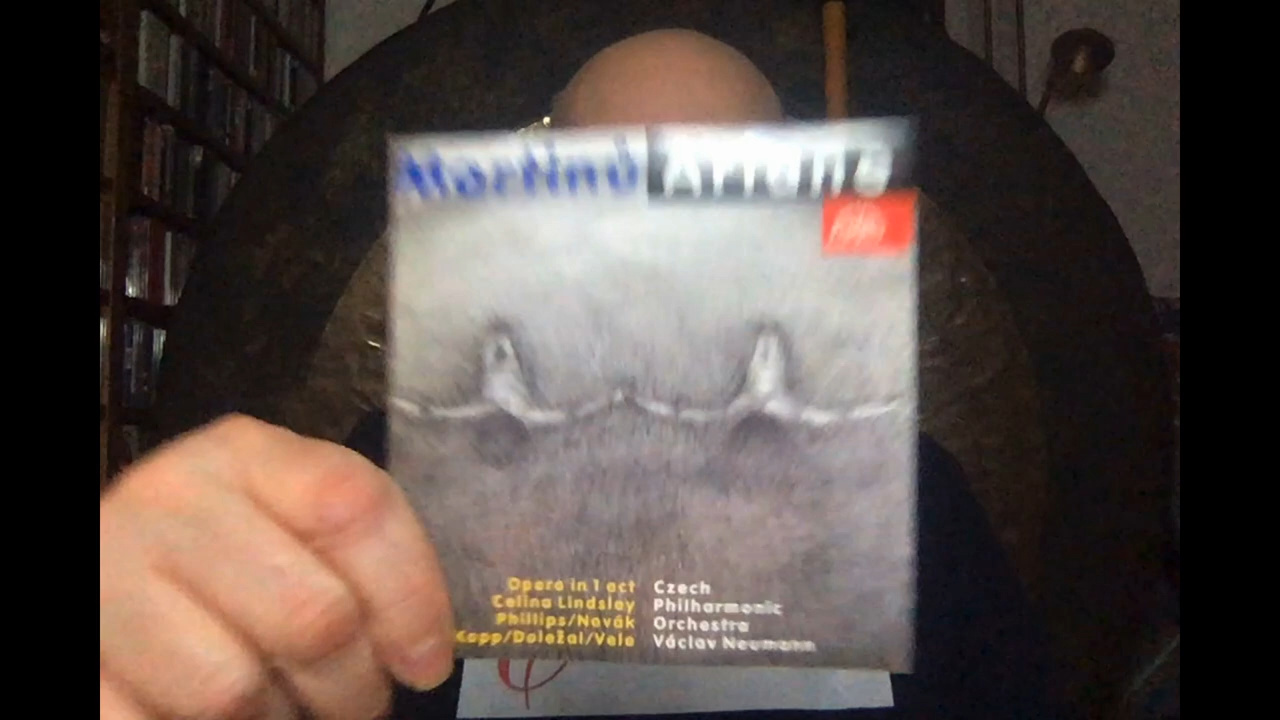 Martinů Ariane
Opera in 1 act
Celina Lindsley
Phillips/Novák
Kopp/Doležal/Vele
Czech
Philharmonic
Orchestra
Václav Neumann